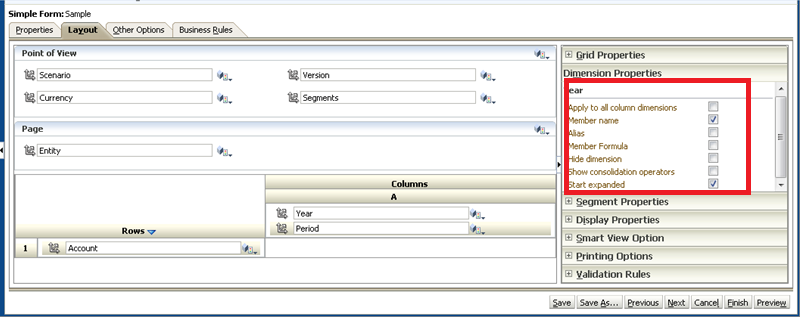 Simple Form: Sample
Properties Layout Other Options Business Rules
Point of View
Scenario Version
Currency Segments
Page
Entity
Columns
A
Year
Rows Period
1 Account
Grid Properties
Dimension Properties
ear
Apply to all column dimensions
Member name
Alias
Member Formula
Hide dimension
Show consolidation operators
Start expanded
Segment Properties
Display Properties
Smart View Option
Printing Options
Validation Rules
Save Save As... Previous Next Cancel Finish Preview